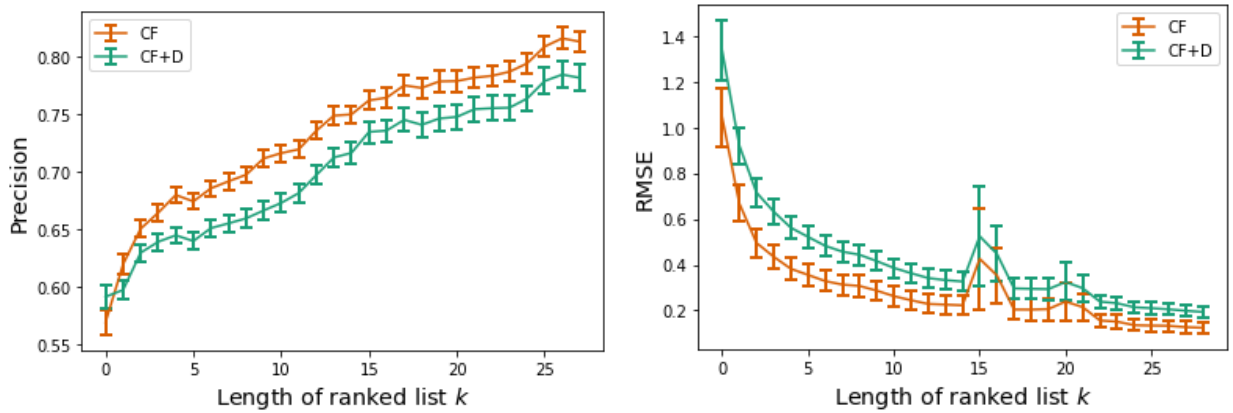 CF
CF+D
0.80
0.75
0.70
0.65
0.60
0.55
Precision
0 5 10 15 20 25
Length of ranked list k
CF
CF+D
1.4
1.2
1.0
0.8
0.6
0.4
0.2
RMSE
0 5 10 15 20 25
Length of ranked list k